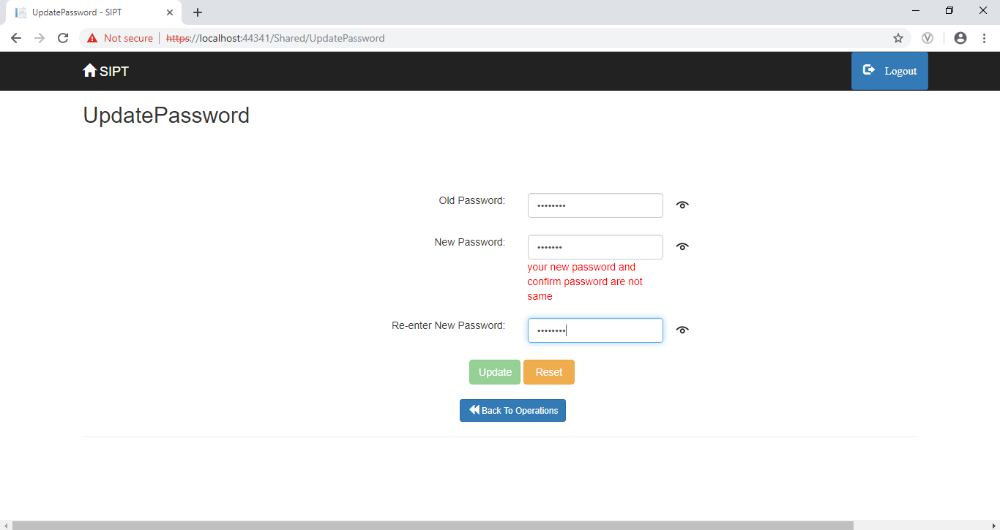 UpdatePassword - SIPT
Not secure
https://localhost:44341/Shared/UpdatePassword
SIPT
Logout
UpdatePassword
Old Password:
••••••••
New Password:
•••••••
your new password and
confirm password are not
same
Re-enter New Password:
••••••••
Update
Reset
Back To Operations